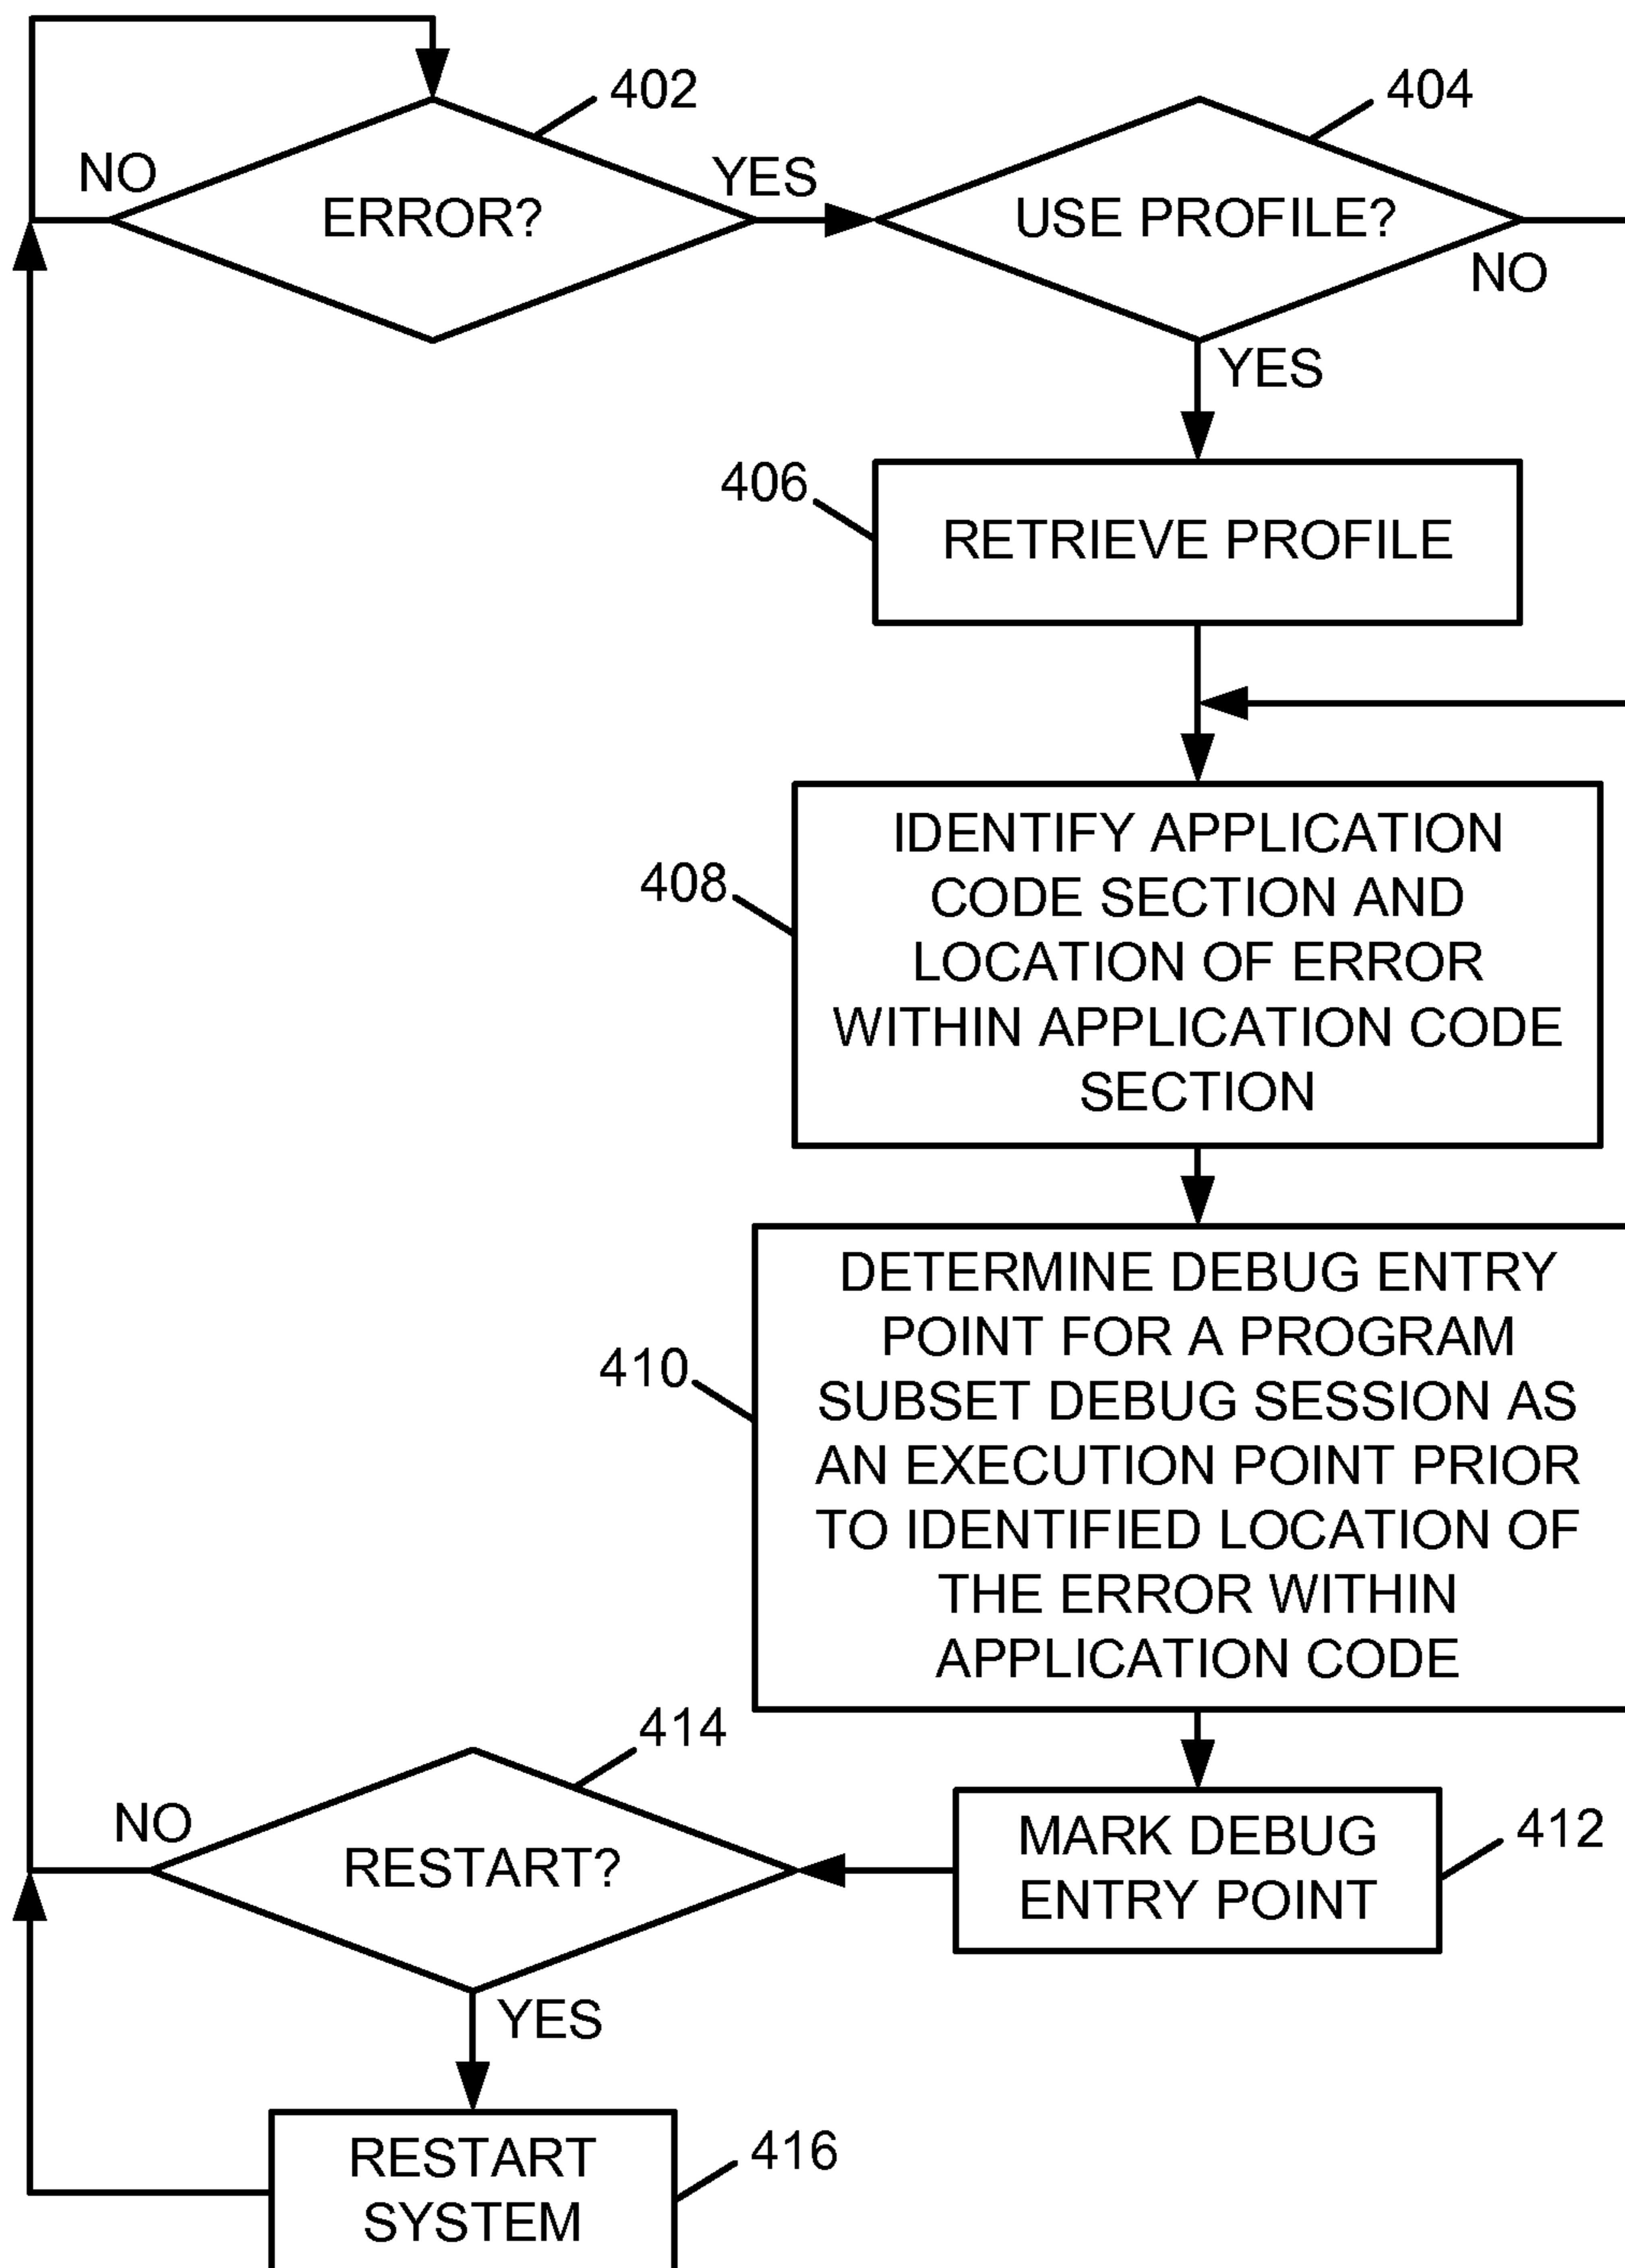 402
NO
ERROR?
YES
404
USE PROFILE?
NO
YES
406
RETRIEVE PROFILE
408
IDENTIFY APPLICATION
CODE SECTION AND
LOCATION OF ERROR
WITHIN APPLICATION CODE
SECTION
410
DETERMINE DEBUG ENTRY
POINT FOR A PROGRAM
SUBSET DEBUG SESSION AS
AN EXECUTION POINT PRIOR
TO IDENTIFIED LOCATION OF
THE ERROR WITHIN
APPLICATION CODE
412
MARK DEBUG
ENTRY POINT
414
NO
RESTART?
YES
416
RESTART
SYSTEM